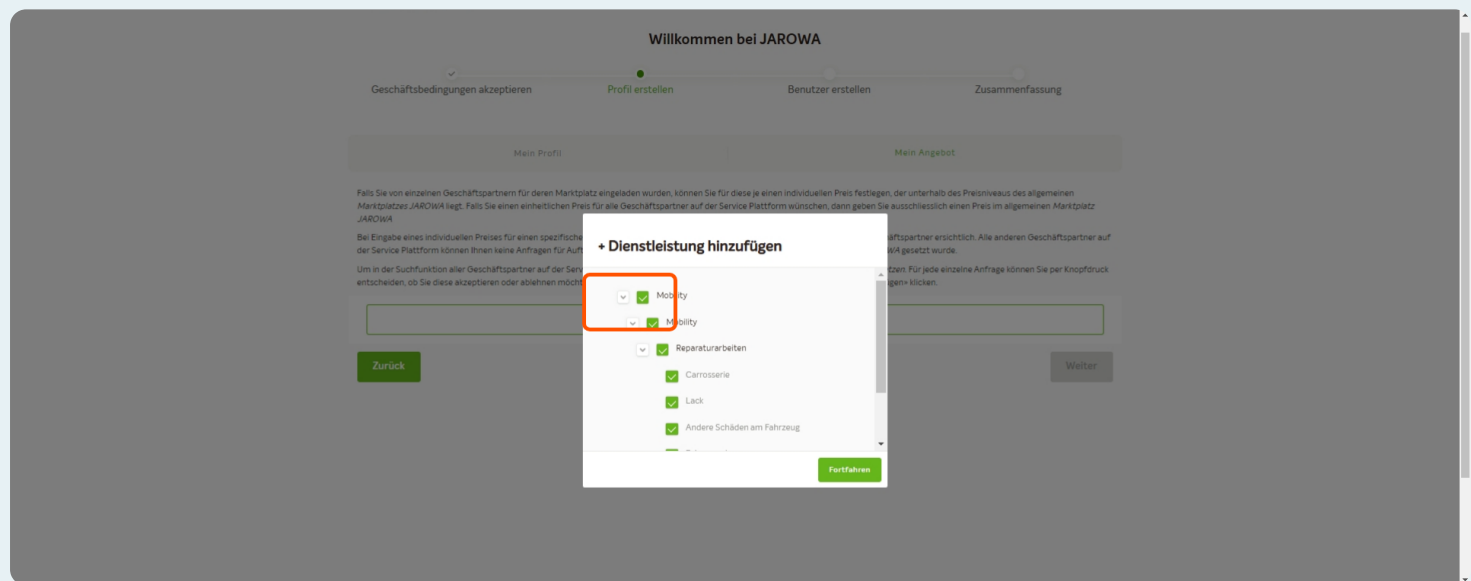 Willkommen bei JAROWA
Geschäftsbedingungen akzeptieren
Profil erstellen
Benutzer erstellen
Zusammenfassung
Mein Profil
Mein Angebot
Falls Sie von einzelnen Geschäftspartnern für deren Marktplatz eingeladen wurden, können Sie für diese je einen individuellen Preis festlegen, der unterhalb des Preisniveaus des allgemeinen
Marktplatzes JAROWA liegt. Falls Sie einen einheitlichen Preis für alle Geschäftspartner auf der Service Plattform wünschen, dann geben Sie ausschliesslich einen Preis im allgemeinen Marktplatz
JAROWA
Bei Eingabe eines individuellen Preises für einen spezifische
äftspartner ersichtlich. Alle anderen Geschäftspartner auf
der Service Plattform können Ihnen keine Anfragen für Auft
WA gesetzt wurde.
Um in der Suchfunktion aller Geschäftspartner auf der Serv
tzen. Für jede einzelne Anfrage können Sie per Knopfdruck
entscheiden, ob Sie diese akzeptieren oder ablehnen möcht
gen» klicken.
+ Dienstleistung hinzufügen
Mobility
Mobility
Reparaturarbeiten
Carrosserie
Lack
Andere Schäden am Fahrzeug
Fortfahren
Zurück
Weiter